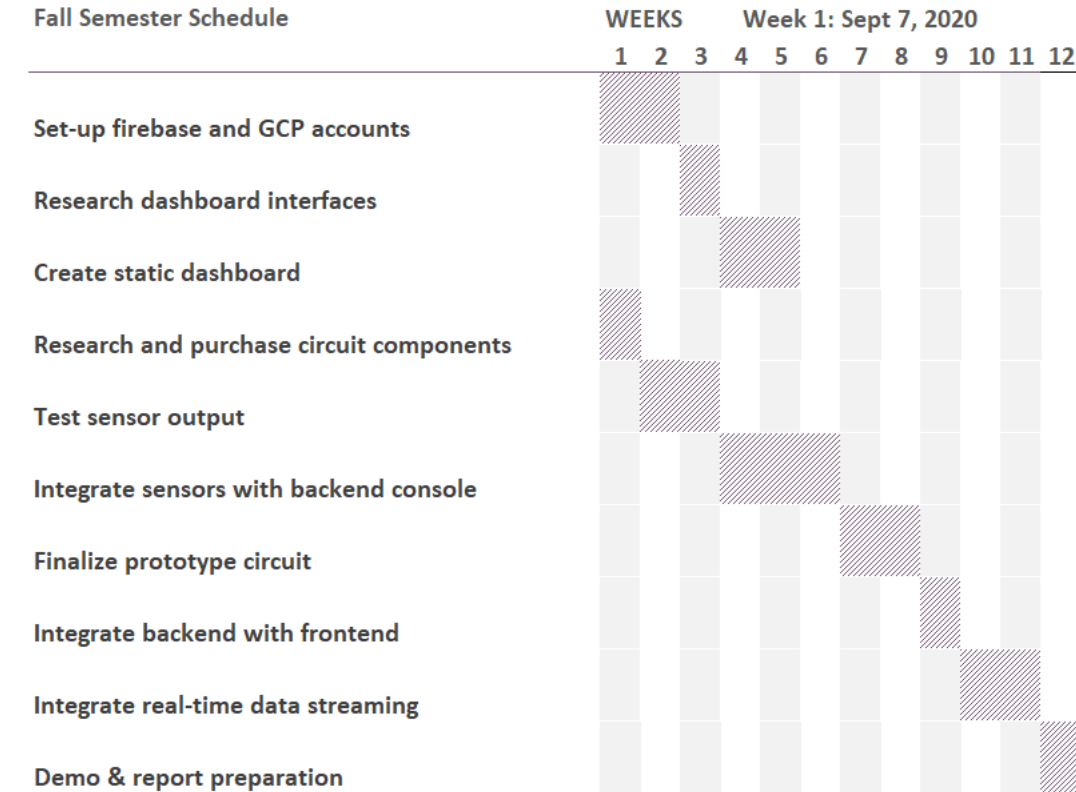 Fall Semester Schedule WEEKS Week 1: Sept 7, 2020
1 2 3 4 5 6 7 8 9 10 11 12
Set-up firebase and GCP accounts
Research dashboard interfaces
Create static dashboard
Research and purchase circuit components
Test sensor output
Integrate sensors with backend console
Finalize prototype circuit
Integrate backend with frontend
Integrate real-time data streaming
Demo & report preparation